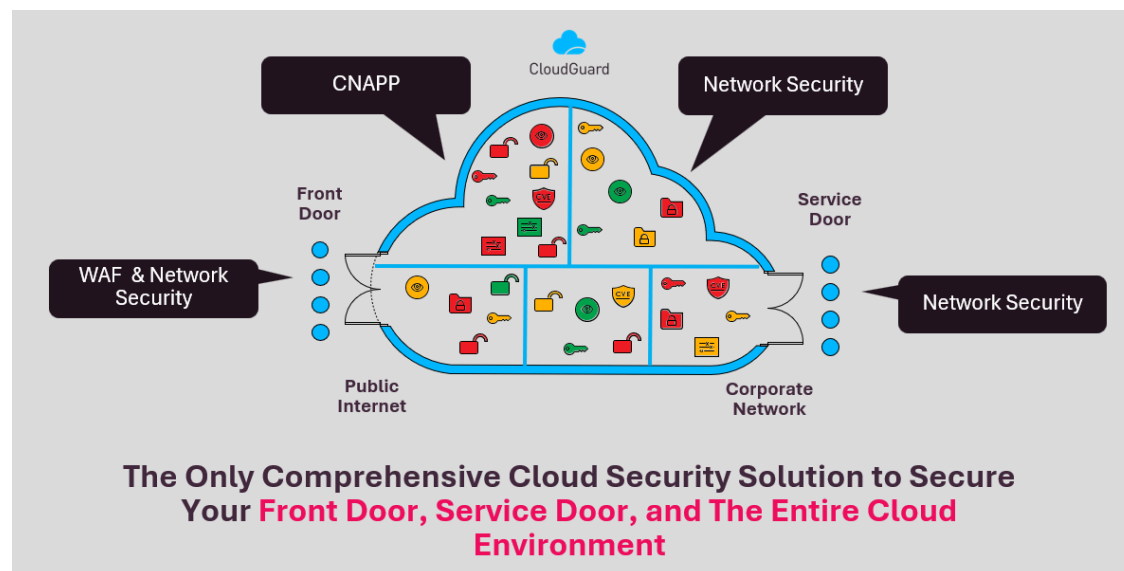 CloudGuard
CNAPP
Network Security
Front
Door
Service
Door
WAF & Network
Security
Network Security
CVE
CVE
CVE
Public
Internet
Corporate
Network
The Only Comprehensive Cloud Security Solution to Secure
Your Front Door, Service Door, and The Entire Cloud
Environment